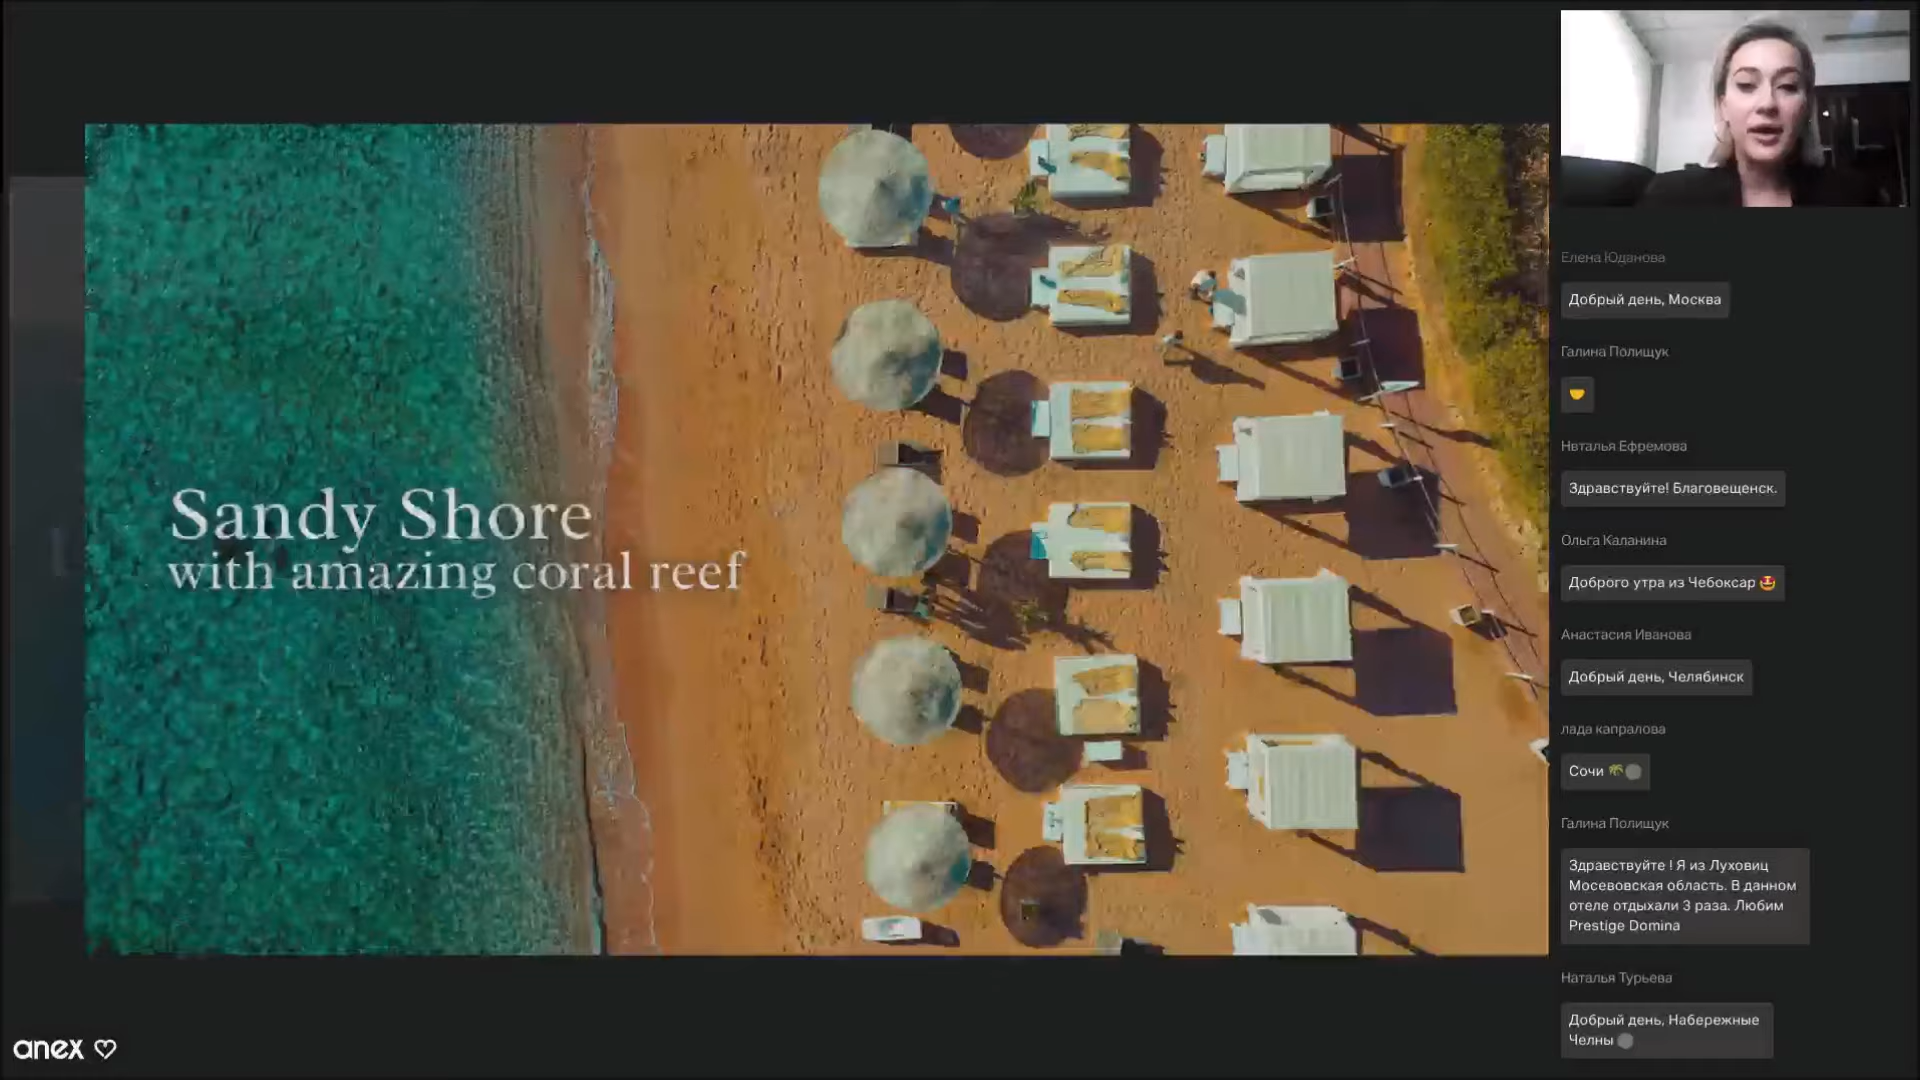 Sandy Shore
with amazing coral reef
anex
Елена Юданова
Добрый день, Москва
Галина Полищук
Нвталья Ефремова
Здравствуйте! Благовещенск.
Ольга Каланина
Доброго утра из Чебоксар 🤩
Анастасия Иванова
Добрый день, Челябинск
лада капралова
Сочи 🌴
Галина Полищук
Здравствуйте ! Я из Луховиц
Мосевовская область. В данном
отеле отдыхали 3 раза. Любим
Prestige Domina
Наталья Турьева
Добрый день, Набережные
Челны